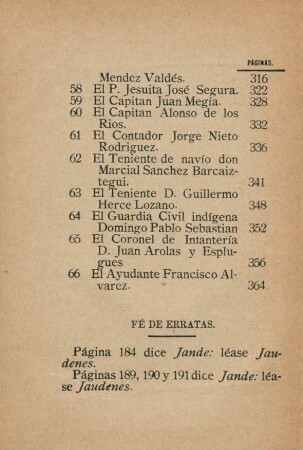 PÁGINAS.
Mendez Valdés. 316
58 El P. Jesuita José Segura. 322
59 El Capitan Juan Megía. 328
60 El Capitan Alonso de los
Rios. 332
61 El Contador Jorge Nieto
Rodriguez. 336
62 El Teniente de navío don
Marcial Sanchez Barcaiz-
tegui. 341
63 El Teniente D. Guillermo
Herce Lozano. 348
64 El Guardia Civil indígena
Domingo Pablo Sebastian 352
65 El Coronel de Intantería
D. Juan Arolas y Esplu-
gues 356
66 El Ayudante Francisco Al-
varez. 364
FÉ DE ERRATAS.
Página 184 dice Jande: léase Jau-
denes.
Páginas 189, 190 y 191 dice Jande: léa-
se Jaudenes.